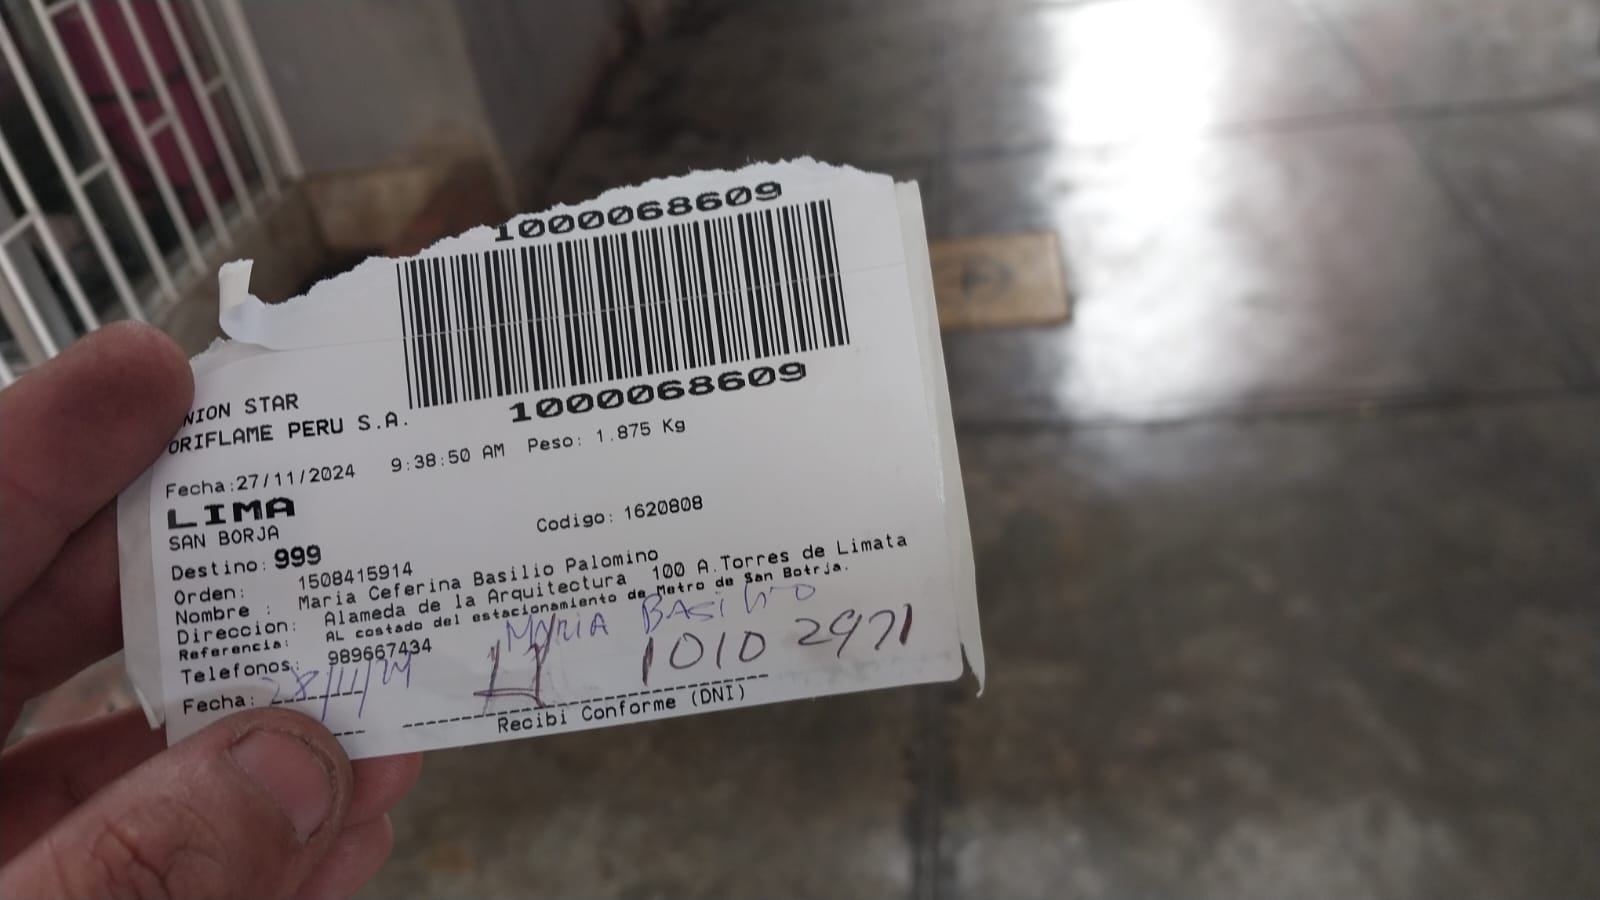 1000068609
1000068609
NION STAR
ORIFLAME PERU S.A.
Fecha:27/11/2024 9:38:50 AM Peso: 1.875 Kg
LIMA
SAN BORJA
Codigo: 1620808
Destino: 999
Orden: 1508415914
Nombre : Maria Ceferina Basilio Palomino
Direccion: Alameda de la Arquitectura 100 A.Torres de Limata
Referencia: AL costado del estacionamiento de Metro de San Botrja.
Telefonos: 989667434
MARIA BASILIO
Fecha: 28/11/24
1010 2971
Recibi Conforme (DNI)